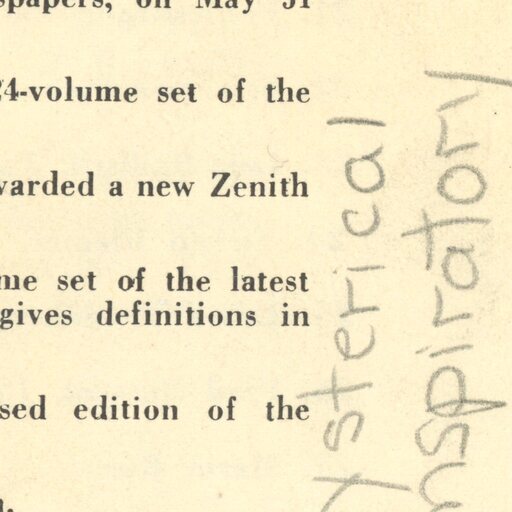 spapers, on May 31
24-volume set of the
warded a new Zenith
me set of the latest
gives definitions in
sed edition of the
ysterical
nspiratory